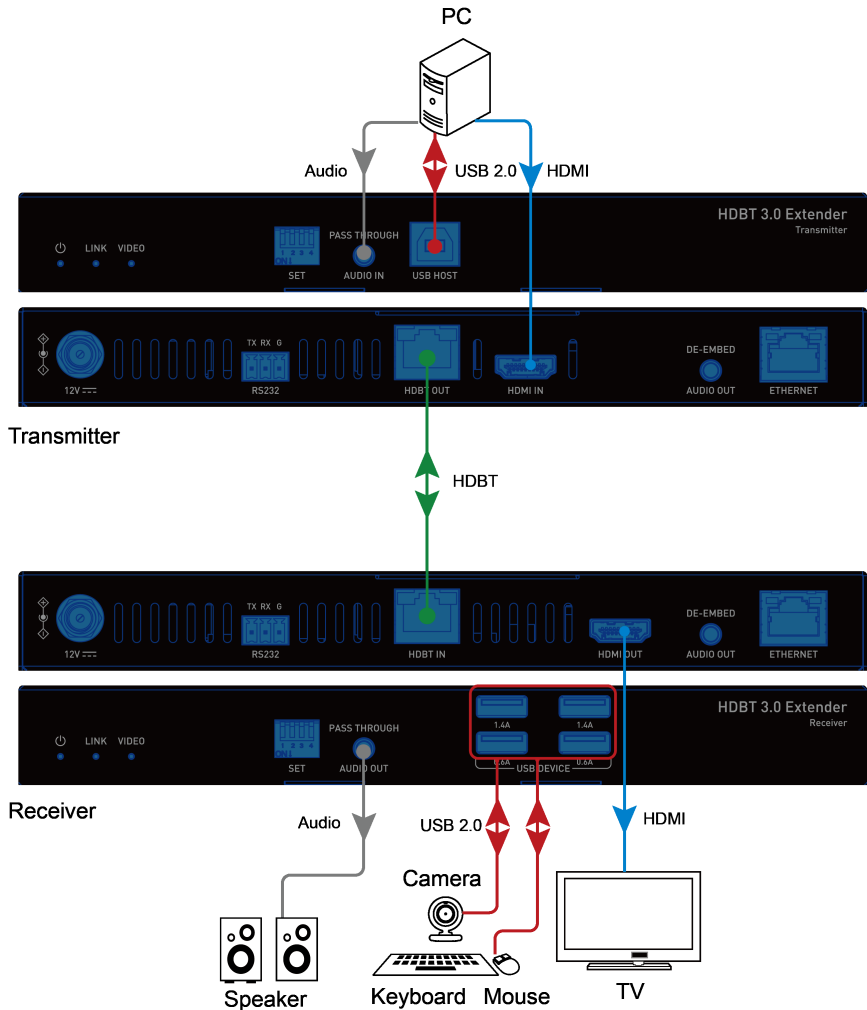 PC
Audio
USB 2.0
HDMI
HDBT 3.0 Extender
Transmitter
LINK VIDEO
PASS THROUGH
1 2 3 4
SET
AUDIO IN
USB HOST
TX RX G
DE-EMBED
12V
RS232
HDBT OUT
HDMI IN
AUDIO OUT
ETHERNET
Transmitter
HDBT
TX RX G
DE-EMBED
12V
RS232
HDBT IN
HDMI OUT
AUDIO OUT
ETHERNET
HDBT 3.0 Extender
Receiver
LINK VIDEO
PASS THROUGH
1 2 3 4
SET
AUDIO OUT
1.4A
1.4A
0.6A
0.6A
USB DEVICE
Receiver
Audio
USB 2.0
HDMI
Camera
Speaker
Keyboard
Mouse
TV